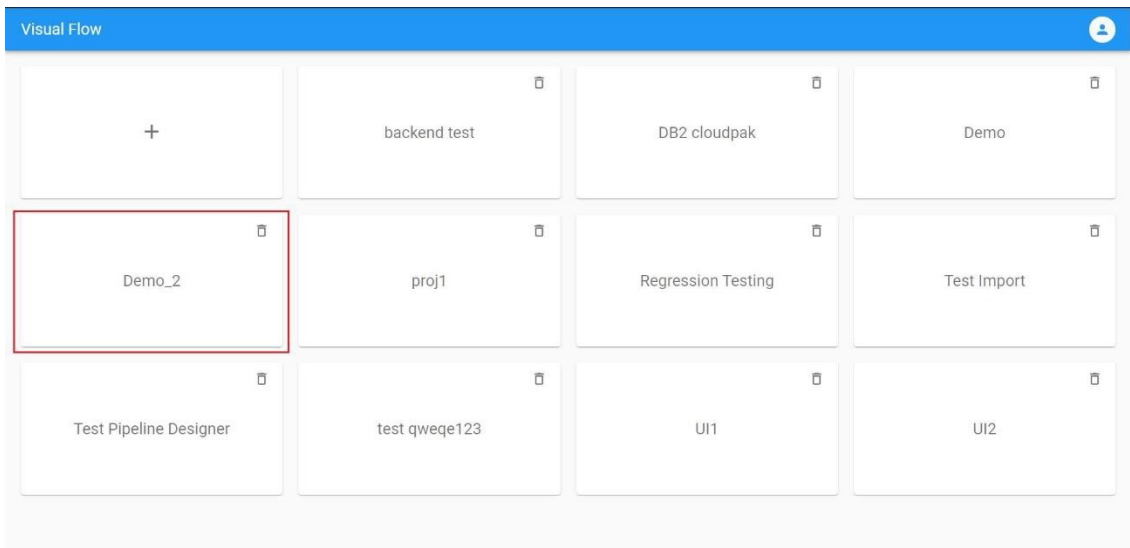 Visual Flow
+
backend test
DB2 cloudpak
Demo
Demo_2
proj1
Regression Testing
Test Import
Test Pipeline Designer
test qweqe123
UI1
UI2